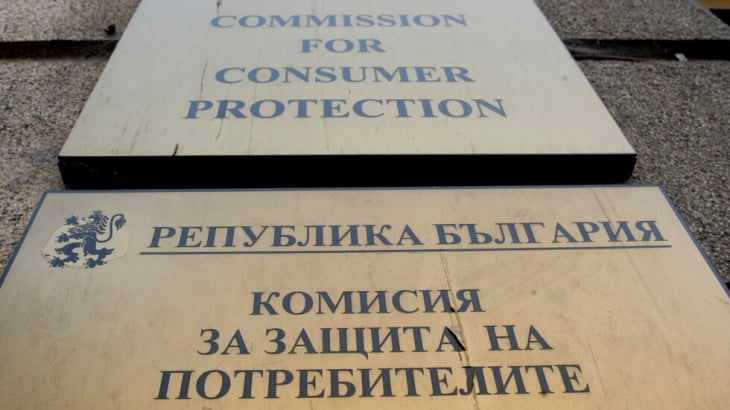 COMMISSION
FOR
CONSUMER
PROTECTION
РЕПУБЛИКА БЪЛГАРИЯ
КОМИСИЯ
ЗА ЗАЩИТА НА
ПОТРЕБИТЕЛИТЕ